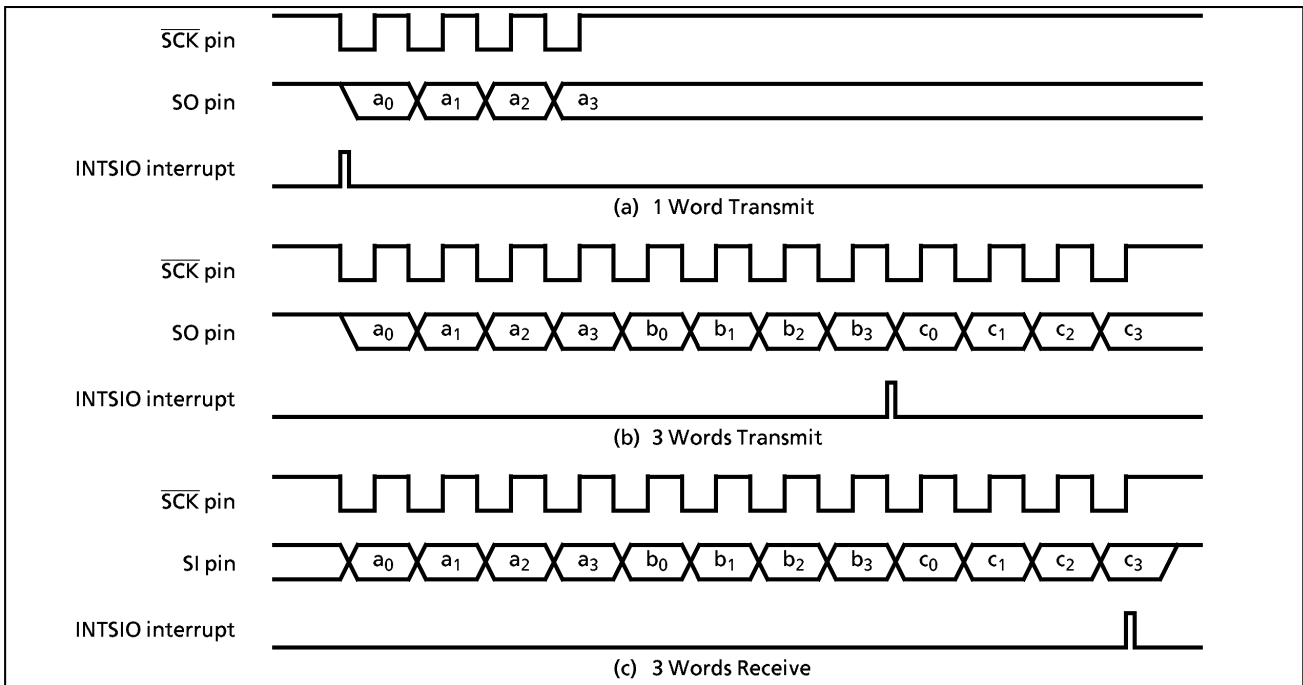 SCK pin
SO pin
a0 a1 a2 a3
INTSIO interrupt
(a) 1 Word Transmit
SCK pin
SO pin
a0 a1 a2 a3 b0 b1 b2 b3 c0 c1 c2 c3
INTSIO interrupt
(b) 3 Words Transmit
SCK pin
SI pin
a0 a1 a2 a3 b0 b1 b2 b3 c0 c1 c2 c3
INTSIO interrupt
(c) 3 Words Receive